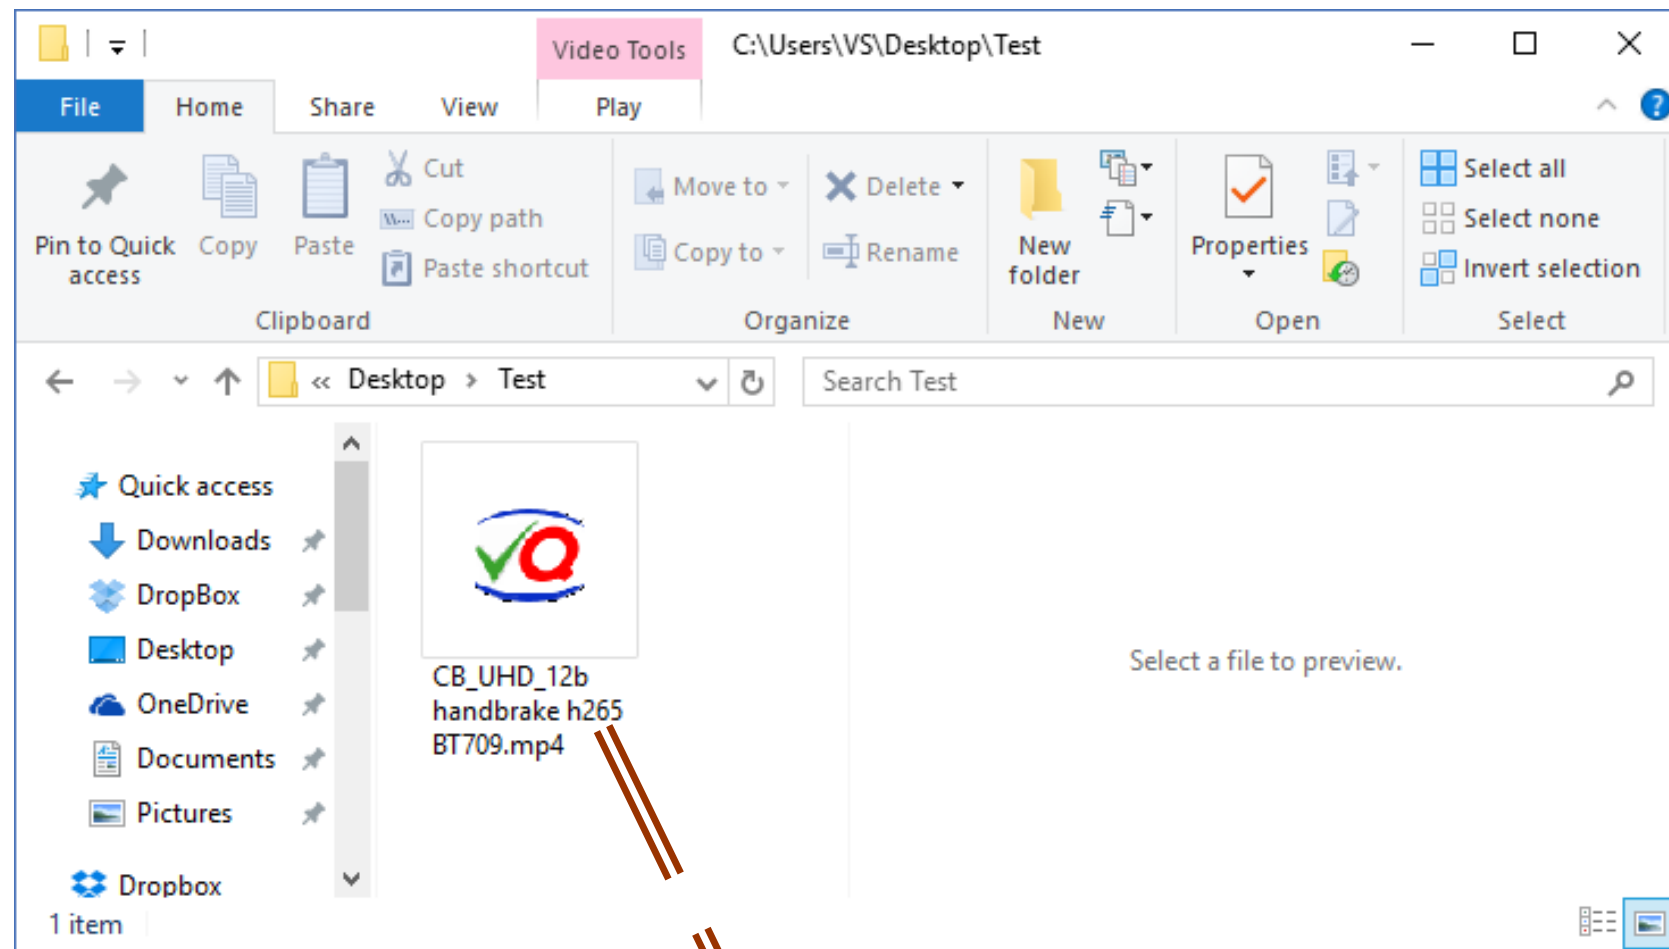 Video Tools
C:\Users\VS\Desktop\Test
File
Home
Share
View
Play
?
Pin to Quick
access
Copy
Paste
Cut
Copy path
Paste shortcut
Clipboard
Move to
Copy to
Delete
Rename
Organize
New
folder
New
Properties
Open
Select all
Select none
Invert selection
Select
« Desktop > Test
Search Test
Quick access
Downloads
DropBox
Desktop
OneDrive
Documents
Pictures
Dropbox
CB_UHD_12b
handbrake h265
BT709.mp4
Select a file to preview.
1 item